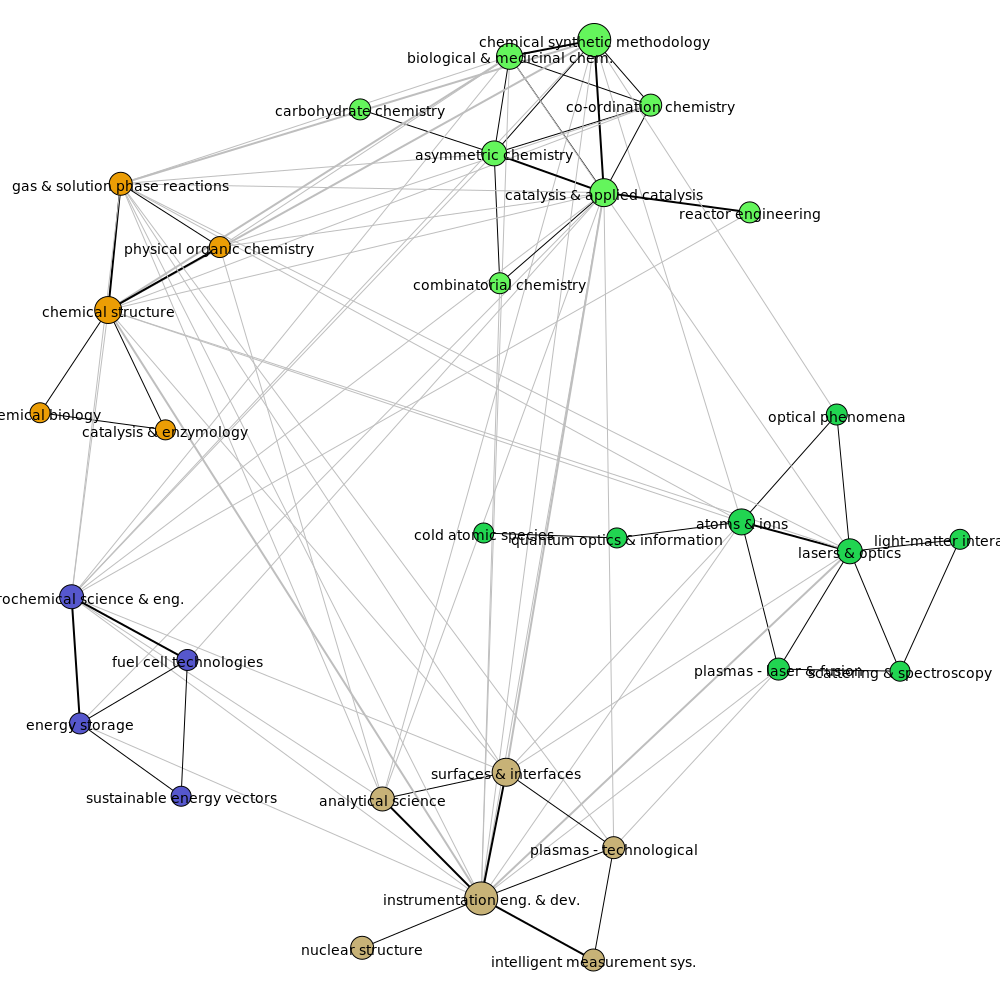 chemical synthetic methodology
biological & medicinal chem.
co-ordination chemistry
carbohydrate chemistry
asymmetric chemistry
gas & solution phase reactions
catalysis & applied catalysis
reactor engineering
physical organic chemistry
combinatorial chemistry
chemical structure
emical biology
catalysis & enzymology
optical phenomena
atoms & ions
cold atomic species
quantum optics & information
light-matter intera
lasers & optics
rochemical science & eng.
fuel cell technologies
plasmas - laser & fusion
scattering & spectroscopy
energy storage
surfaces & interfaces
sustainable energy vectors
analytical science
plasmas - technological
instrumentation eng. & dev.
nuclear structure
intelligent measurement sys.